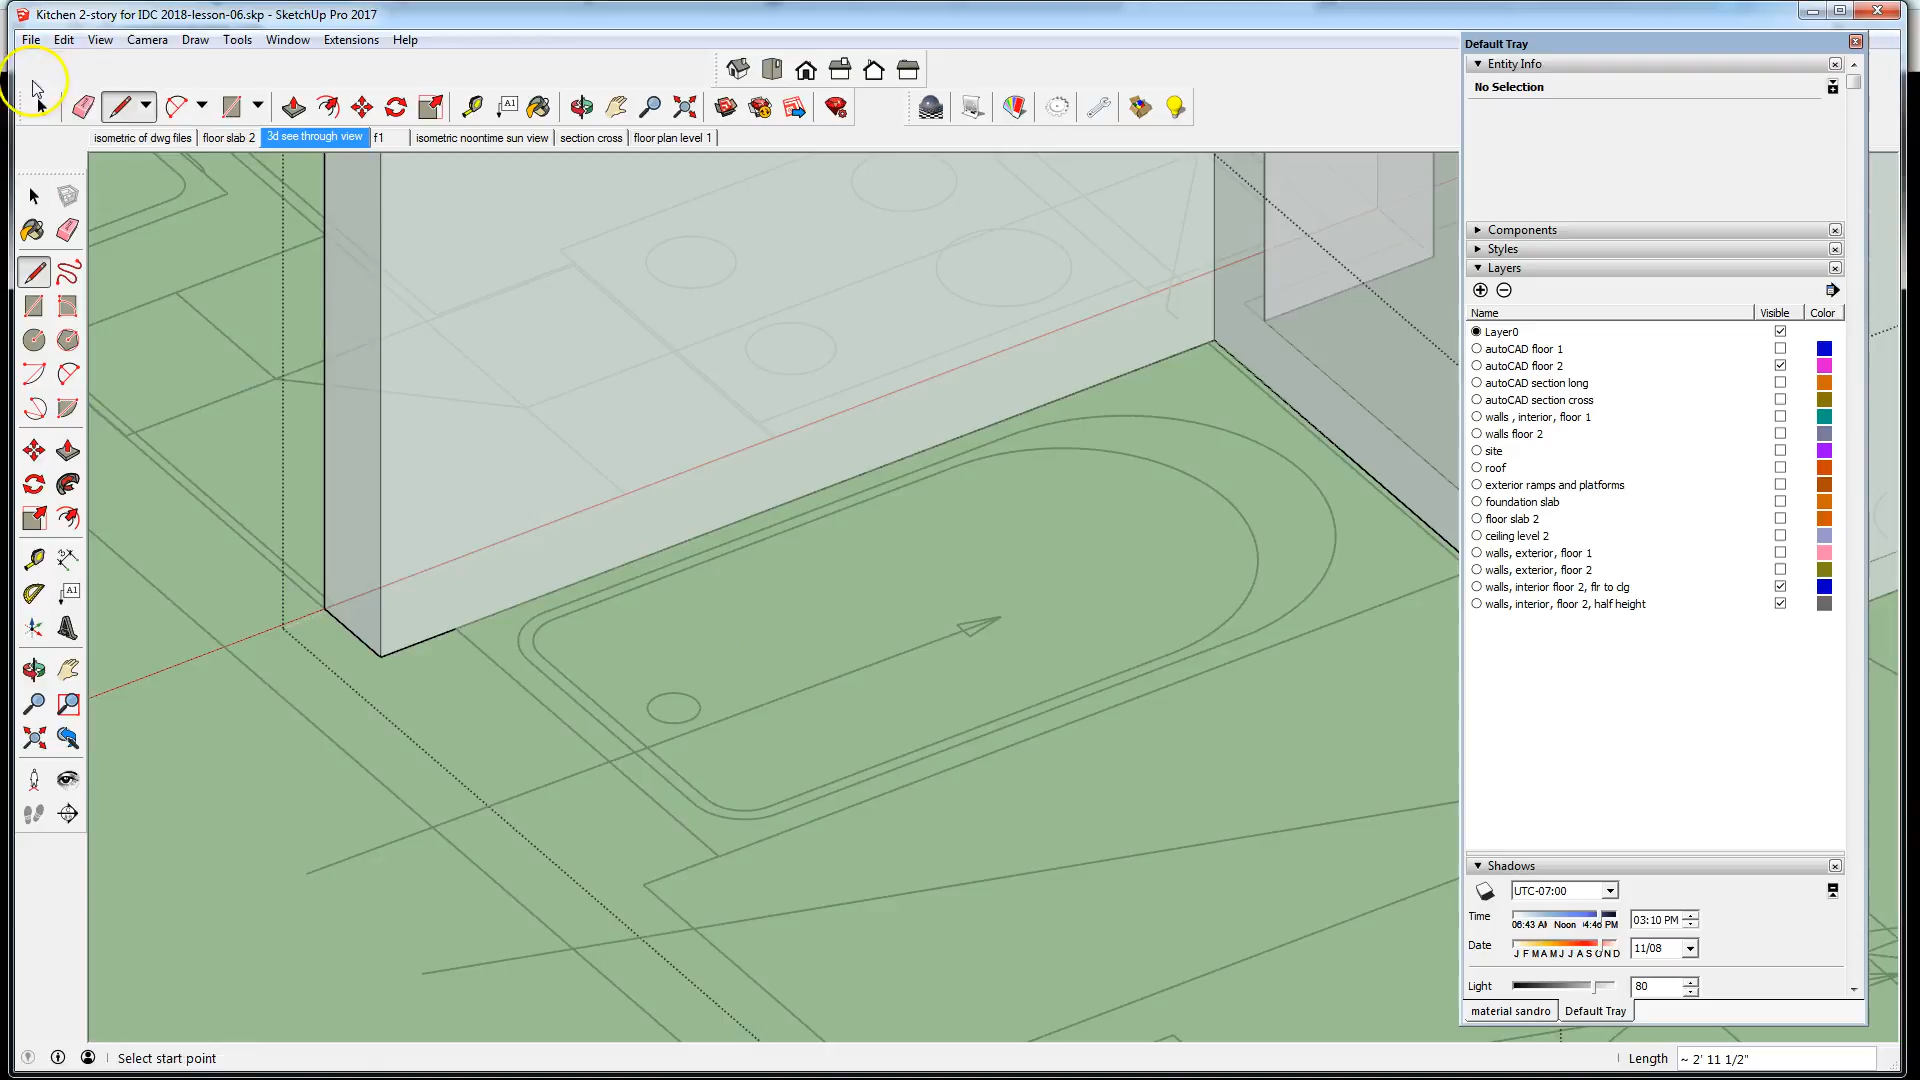 Kitchen 2-story for IDC 2018-lesson-06.skp - SketchUp Pro 2017
File Edit View Camera Draw Tools Window Extensions Help
Default Tray
Entity Info
No Selection
A1
isometric of dwg files floor slab 2 3d see through view f1 isometric noontime sun view section cross floor plan level 1
Components
Styles
Layers
Name Visible Color
Layer0
autoCAD floor 1
autoCAD floor 2
autoCAD section long
autoCAD section cross
walls , interior, floor 1
walls floor 2
site
roof
exterior ramps and platforms
foundation slab
floor slab 2
ceiling level 2
walls, exterior, floor 1
walls, exterior, floor 2
walls, interior floor 2, flr to clg
walls, interior, floor 2, half height
A1
Shadows
UTC-07:00
Time 03:10 PM
06:43 Noon PM
Date 11/08
J F M A M J J A S O N D
Light 80
material sandro Default Tray
Select start point
Length ~ 2' 11 1/2"